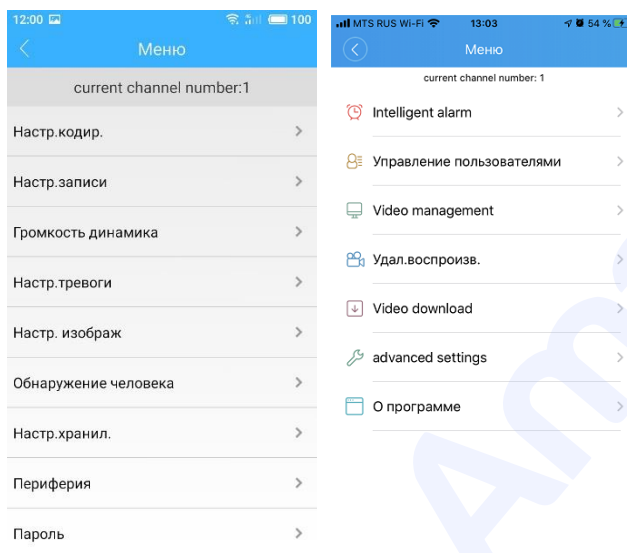 12:00 100
Меню
current channel number:1
Настр.кодир.
Настр.записи
Громкость динамика
Настр.тревоги
Настр. изображ
Обнаружение человека
Настр.хранил.
Периферия
Пароль
MTS RUS Wi-Fi 13:03 54 %
Меню
current channel number: 1
Intelligent alarm
Управление пользователями
Video management
Удал.воспроизв.
Video download
advanced settings
О программе